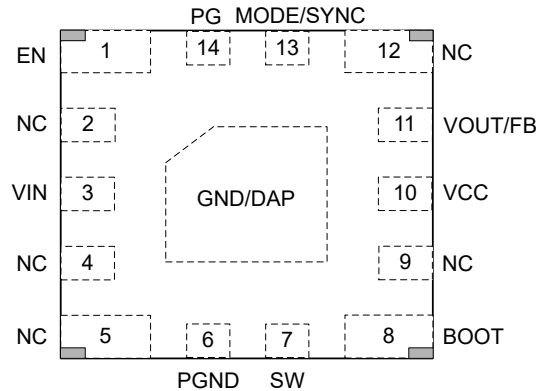 PG MODE/SYNC
EN 1 14 13 12 NC
NC 2 11 VOUT/FB
VIN 3 GND/DAP 10 VCC
NC 4 9 NC
NC 5 6 7 8 BOOT
PGND SW